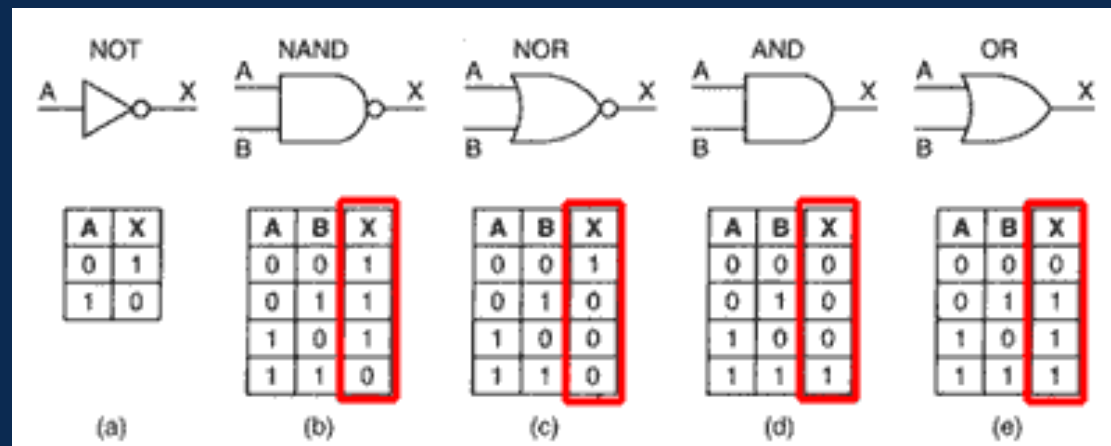 NOT NAND NOR AND OR
A X A B X A B X A B X A B X
A X A B X A B X A B X A B X
0 1 0 0 1 0 0 1 0 0 0 0 0 0
1 0 0 1 1 0 1 0 0 1 0 0 1 1
1 0 1 1 0 0 1 0 0 1 0 1
1 1 0 1 1 0 1 1 1 1 1 1
(a) (b) (c) (d) (e)